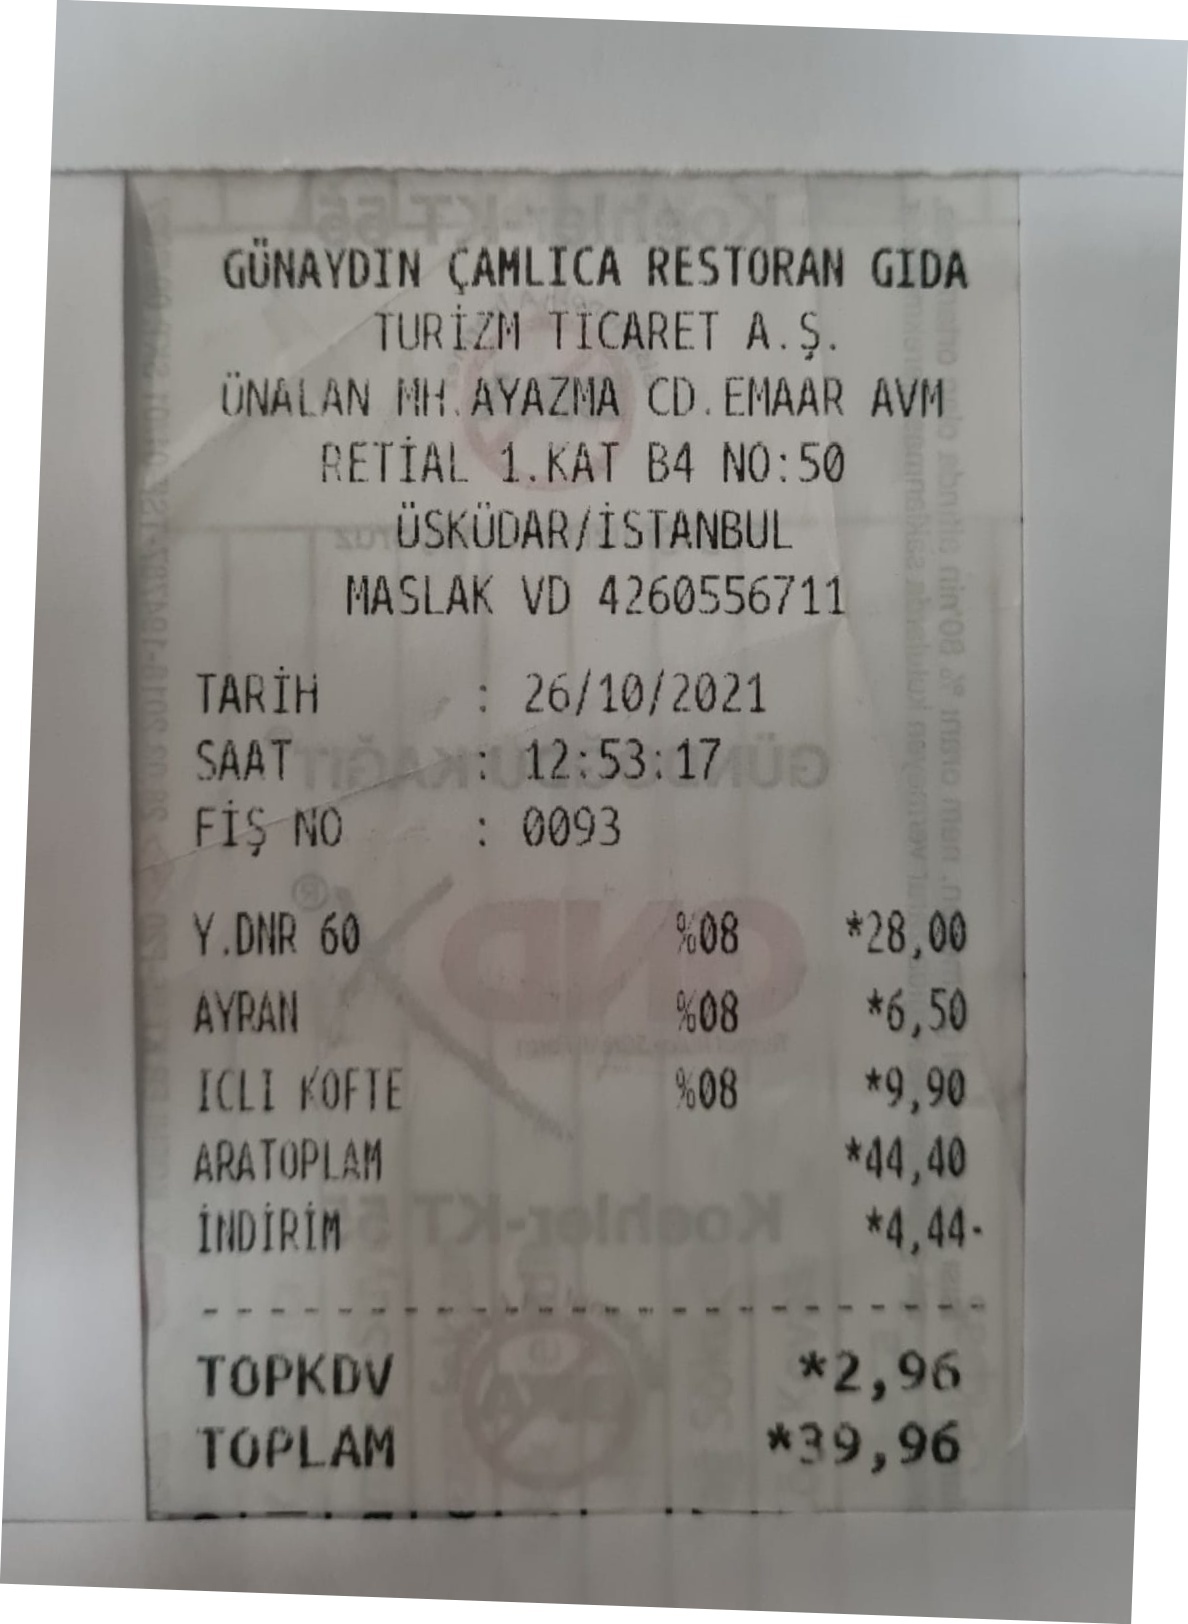 GÜNAYDIN ÇAMLICA RESTORAN GIDA
TURİZM TİCARET A.Ş.
ÜNALAN MH.AYAZMA CD.EMAAR AVM
RETİAL 1.KAT B4 NO:50
ÜSKÜDAR/İSTANBUL
MASLAK VD 4260556711
TARİH : 26/10/2021
SAAT : 12:53:17
FİŞ NO : 0093
Y.DNR 60 %08 *28,00
AYRAN %08 *6,50
ICLI KOFTE %08 *9,90
ARATOPLAM *44,40
İNDİRİM *4,44-
TOPKDV *2,96
TOPLAM *39,96